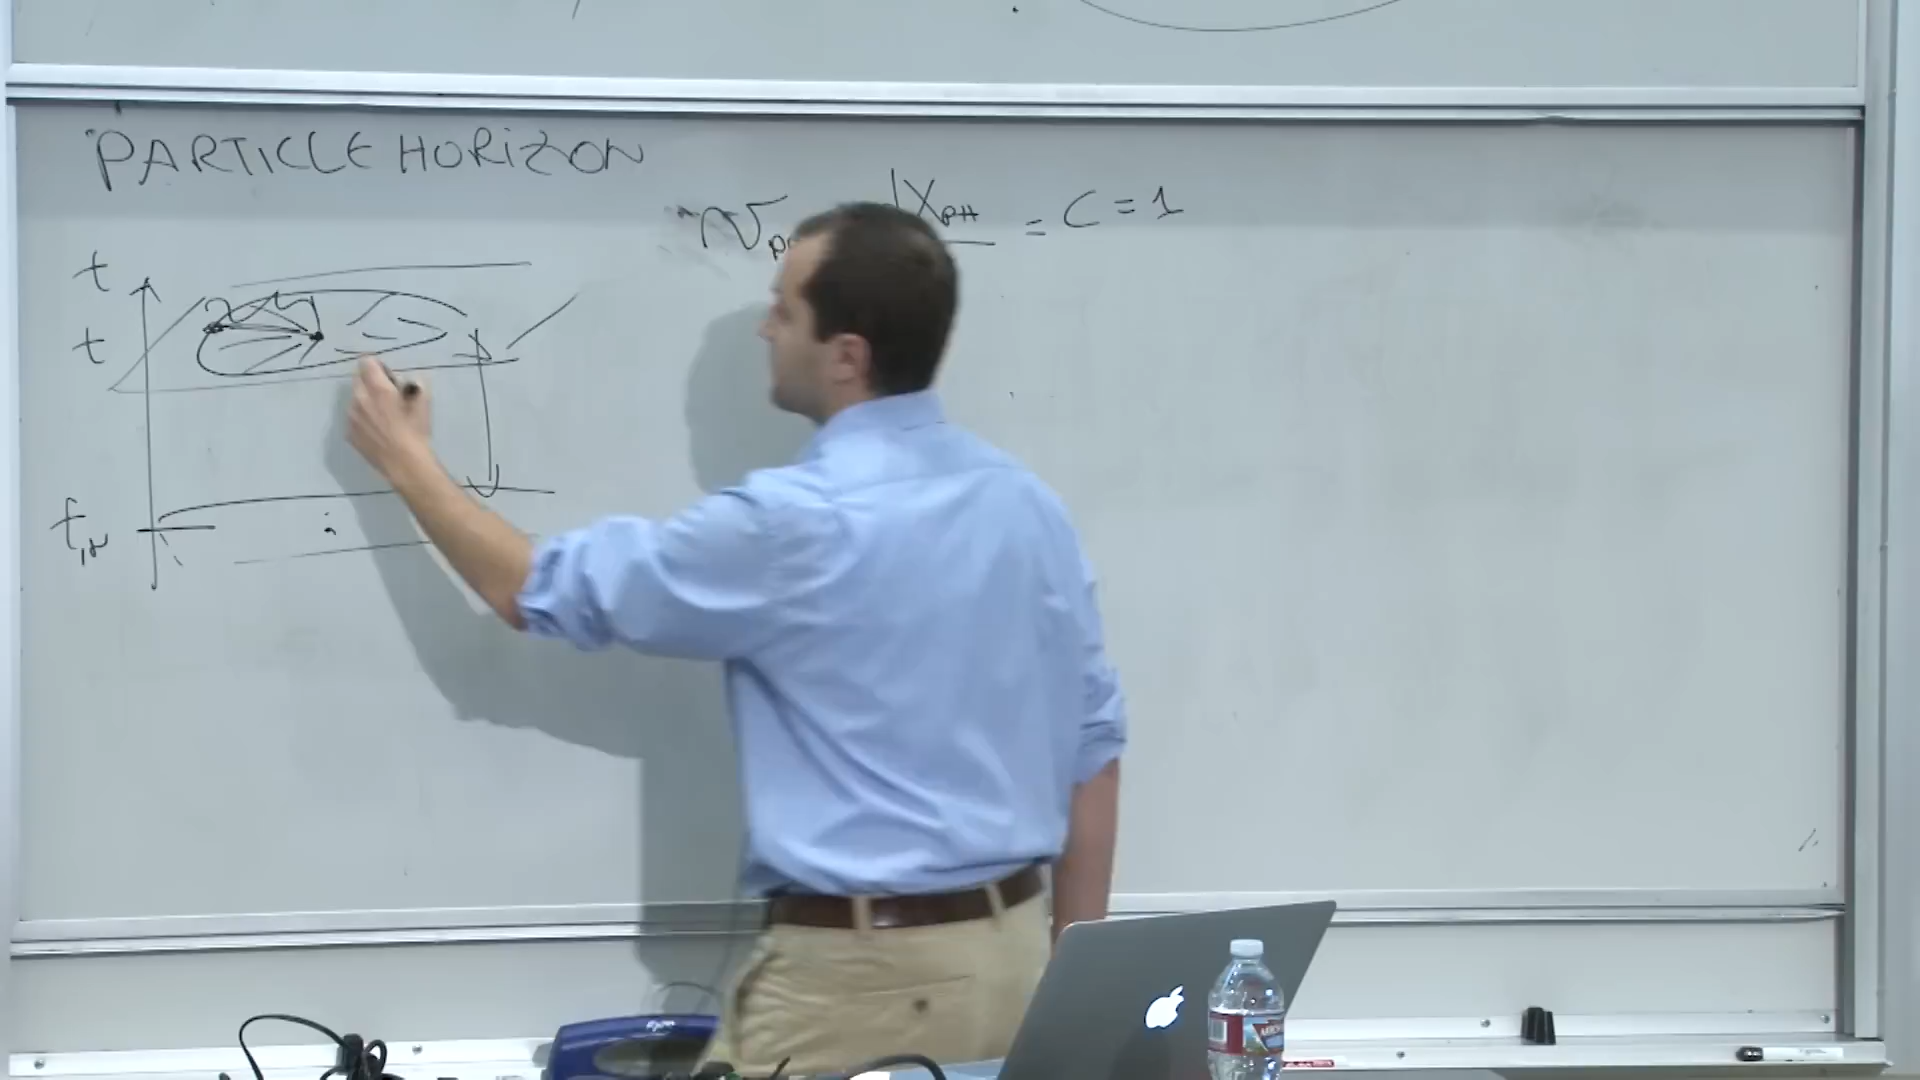 PARTICLE HORIZON
dX_PH = C = 1
t
t
t_IN